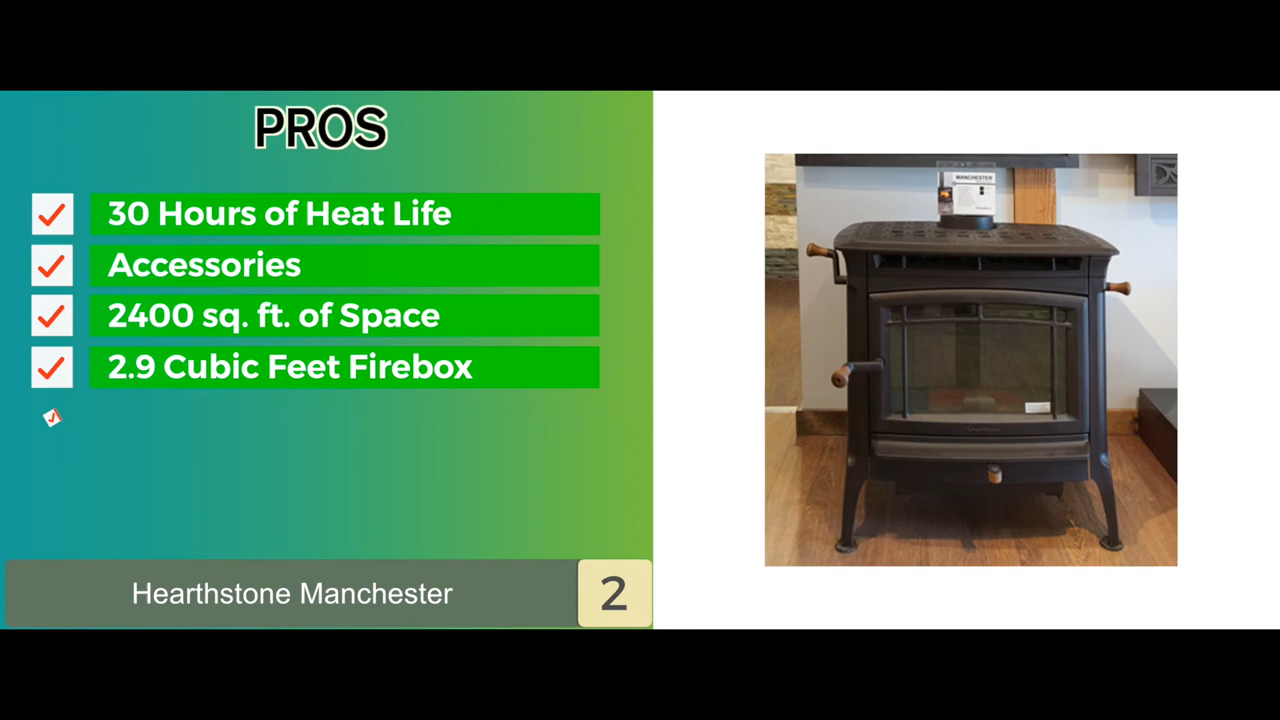 PROS
30 Hours of Heat Life
Accessories
2400 sq. ft. of Space
2.9 Cubic Feet Firebox
Hearthstone Manchester
2
MANCHESTER